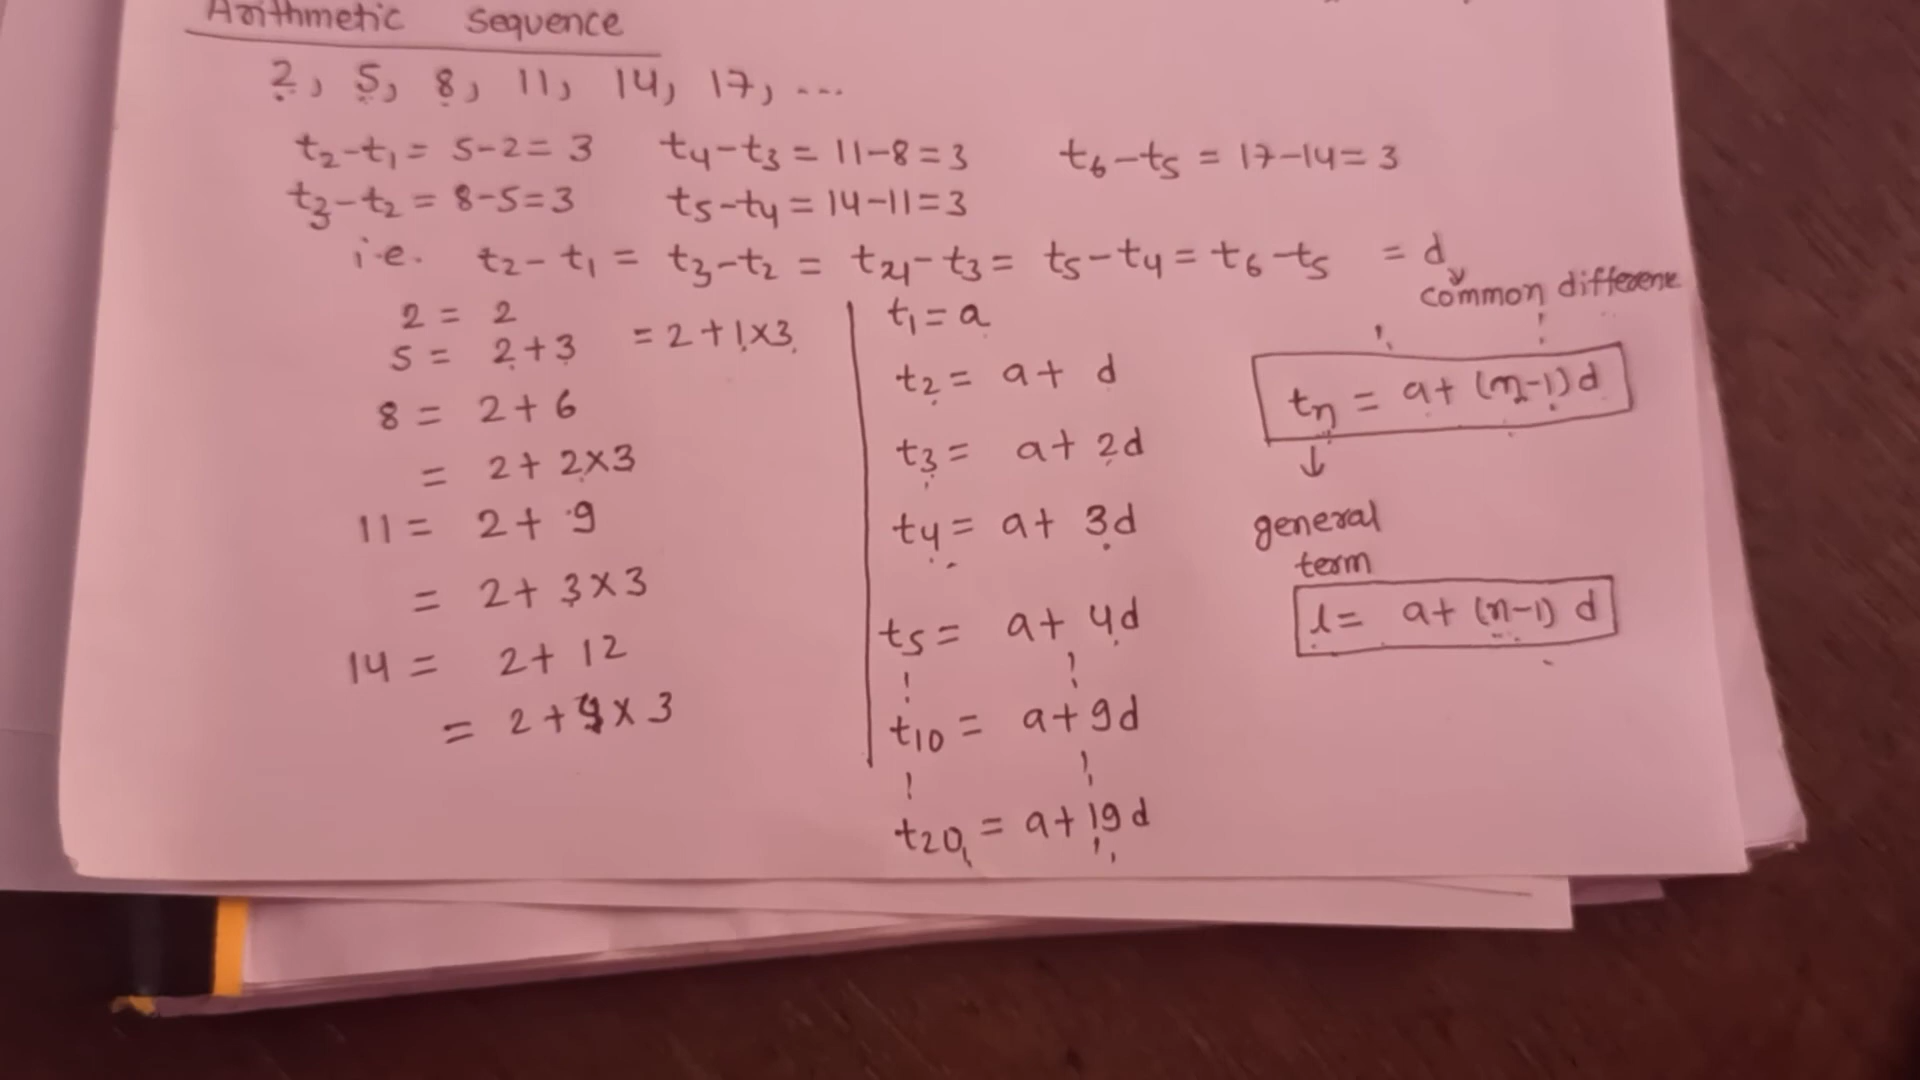 Arithmetic sequence
2, 5, 8, 11, 14, 17, ...
t2-t1 = 5-2 = 3 t4-t3 = 11-8 = 3 t6-t5 = 17-14 = 3
t3-t2 = 8-5 = 3 t5-t4 = 14-11 = 3
i.e. t2-t1 = t3-t2 = t4-t3 = t5-t4 = t6-t5 = d
common difference
2 = 2
5 = 2+3 = 2+1×3
8 = 2+6
= 2+2×3
11 = 2+9
= 2+3×3
14 = 2+12
= 2+4×3
t1 = a
t2 = a+d
t3 = a+2d
t4 = a+3d
t5 = a+4d
t10 = a+9d
t20 = a+19d
tn = a+(n-1)d
↓
general
term
l = a+(n-1)d